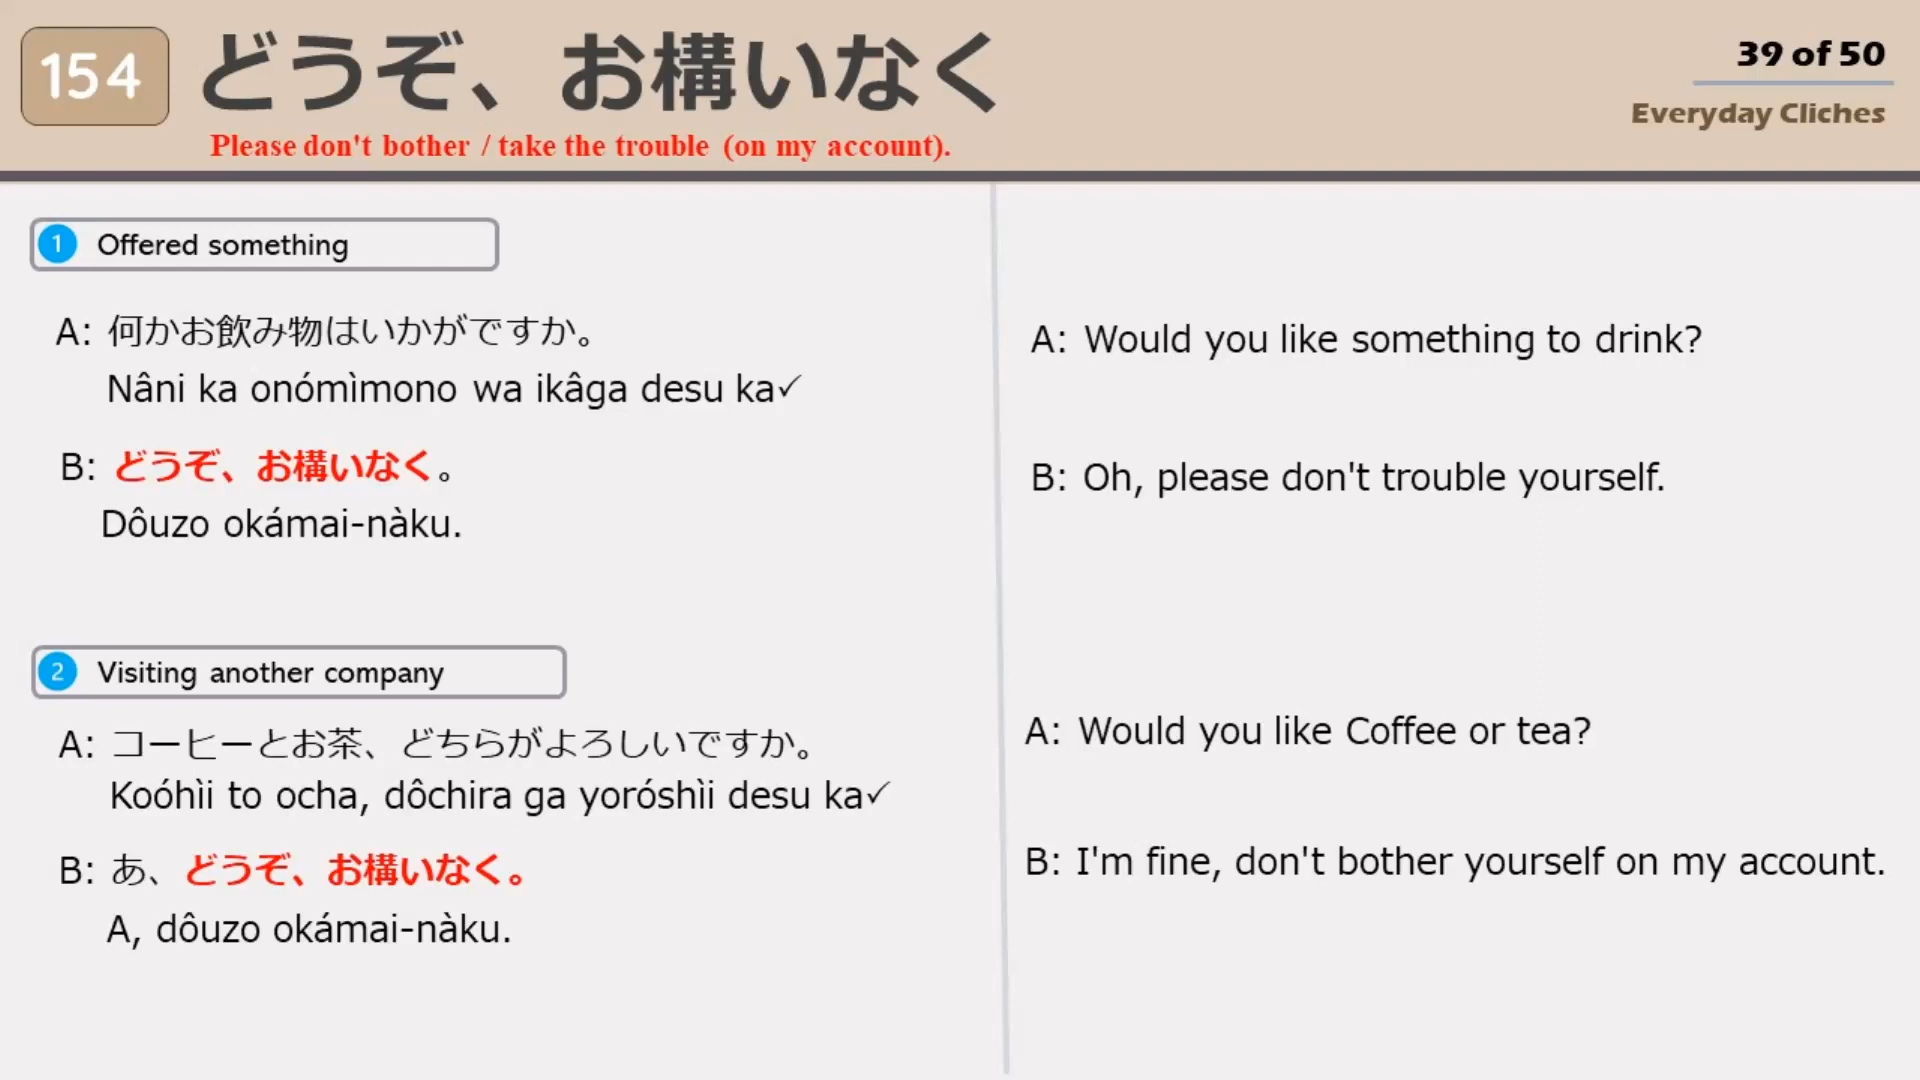 154
どうぞ、お構いなく
Please don't bother / take the trouble (on my account).
39 of 50
Everyday Cliches
1 Offered something
A: 何かお飲み物はいかがですか。
Nâni ka onómìmono wa ikâga desu ka✓
B: どうぞ、お構いなく。
Dôuzo okámai-nàku.
A: Would you like something to drink?
B: Oh, please don't trouble yourself.
2 Visiting another company
A: コーヒーとお茶、どちらがよろしいですか。
Koóhìi to ocha, dôchira ga yoróshìi desu ka✓
B: あ、どうぞ、お構いなく。
A, dôuzo okámai-nàku.
A: Would you like Coffee or tea?
B: I'm fine, don't bother yourself on my account.